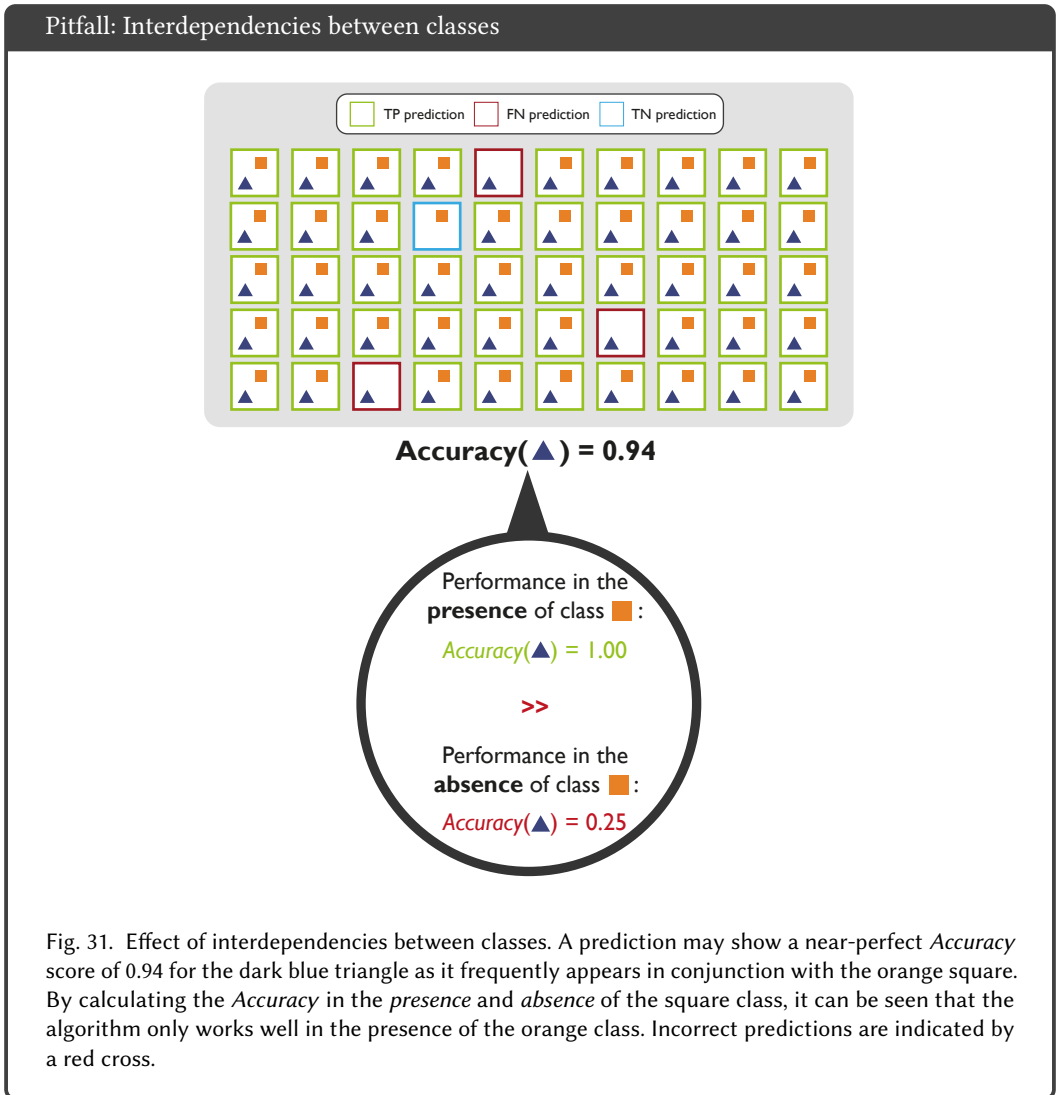 Pitfall: Interdependencies between classes
TP prediction FN prediction TN prediction
Accuracy( ) = 0.94
Performance in the
presence of class :
Accuracy( ) = 1.00
>>
Performance in the
absence of class :
Accuracy( ) = 0.25
Fig. 31. Effect of interdependencies between classes. A prediction may show a near-perfect Accuracy
score of 0.94 for the dark blue triangle as it frequently appears in conjunction with the orange square.
By calculating the Accuracy in the presence and absence of the square class, it can be seen that the
algorithm only works well in the presence of the orange class. Incorrect predictions are indicated by
a red cross.